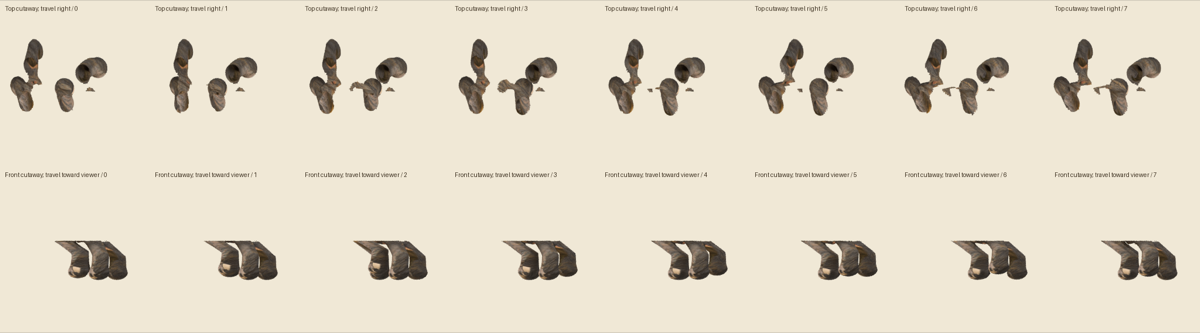 Top cutaway, travel right / 0
Top cutaway, travel right / 1
Top cutaway, travel right / 2
Top cutaway, travel right / 3
Top cutaway, travel right / 4
Top cutaway, travel right / 5
Top cutaway, travel right / 6
Top cutaway, travel right / 7
Front cutaway, travel toward viewer / 0
Front cutaway, travel toward viewer / 1
Front cutaway, travel toward viewer / 2
Front cutaway, travel toward viewer / 3
Front cutaway, travel toward viewer / 4
Front cutaway, travel toward viewer / 5
Front cutaway, travel toward viewer / 6
Front cutaway, travel toward viewer / 7